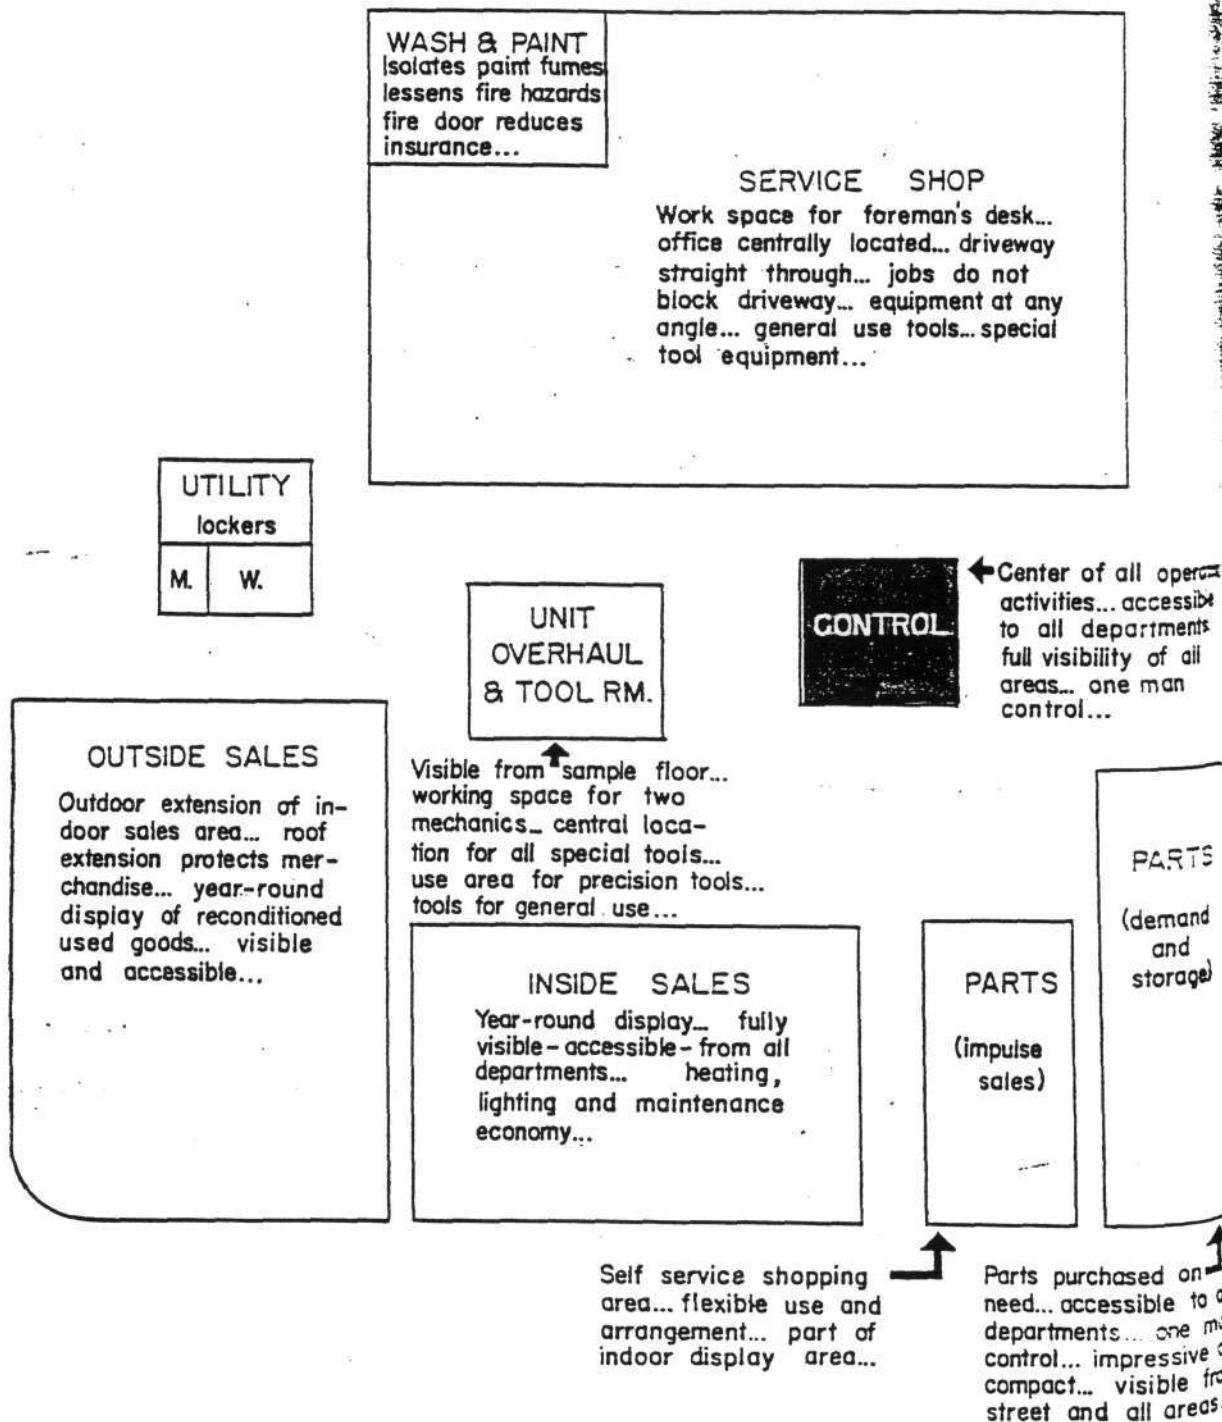 WASH & PAINT
Isolates paint fumes
lessens fire hazards
fire door reduces
insurance...
SERVICE SHOP
Work space for foreman's desk...
office centrally located... driveway
straight through... jobs do not
block driveway... equipment at any
angle... general use tools... special
tool equipment...
UTILITY
lockers
M. W.
UNIT
OVERHAUL
& TOOL RM.
CONTROL
Center of all
activities... accessible
to all departments
full visibility of all
areas... one man
control...
OUTSIDE SALES
Outdoor extension of in-
door sales area... roof
extension protects mer-
chandise... year-round
display of reconditioned
used goods... visible
and accessible...
Visible from sample floor...
working space for two
mechanics... central loca-
tion for all special tools...
use area for precision tools...
tools for general use...
INSIDE SALES
Year-round display... fully
visible-accessible-from all
departments... heating,
lighting and maintenance
economy...
PARTS
(impulse
sales)
PARTS
(demand
and
storage)
Self service shopping
area... flexible use and
arrangement... part of
indoor display area...
Parts purchased on
need... accessible to
departments... one
control... impressive
compact... visible
street and all areas